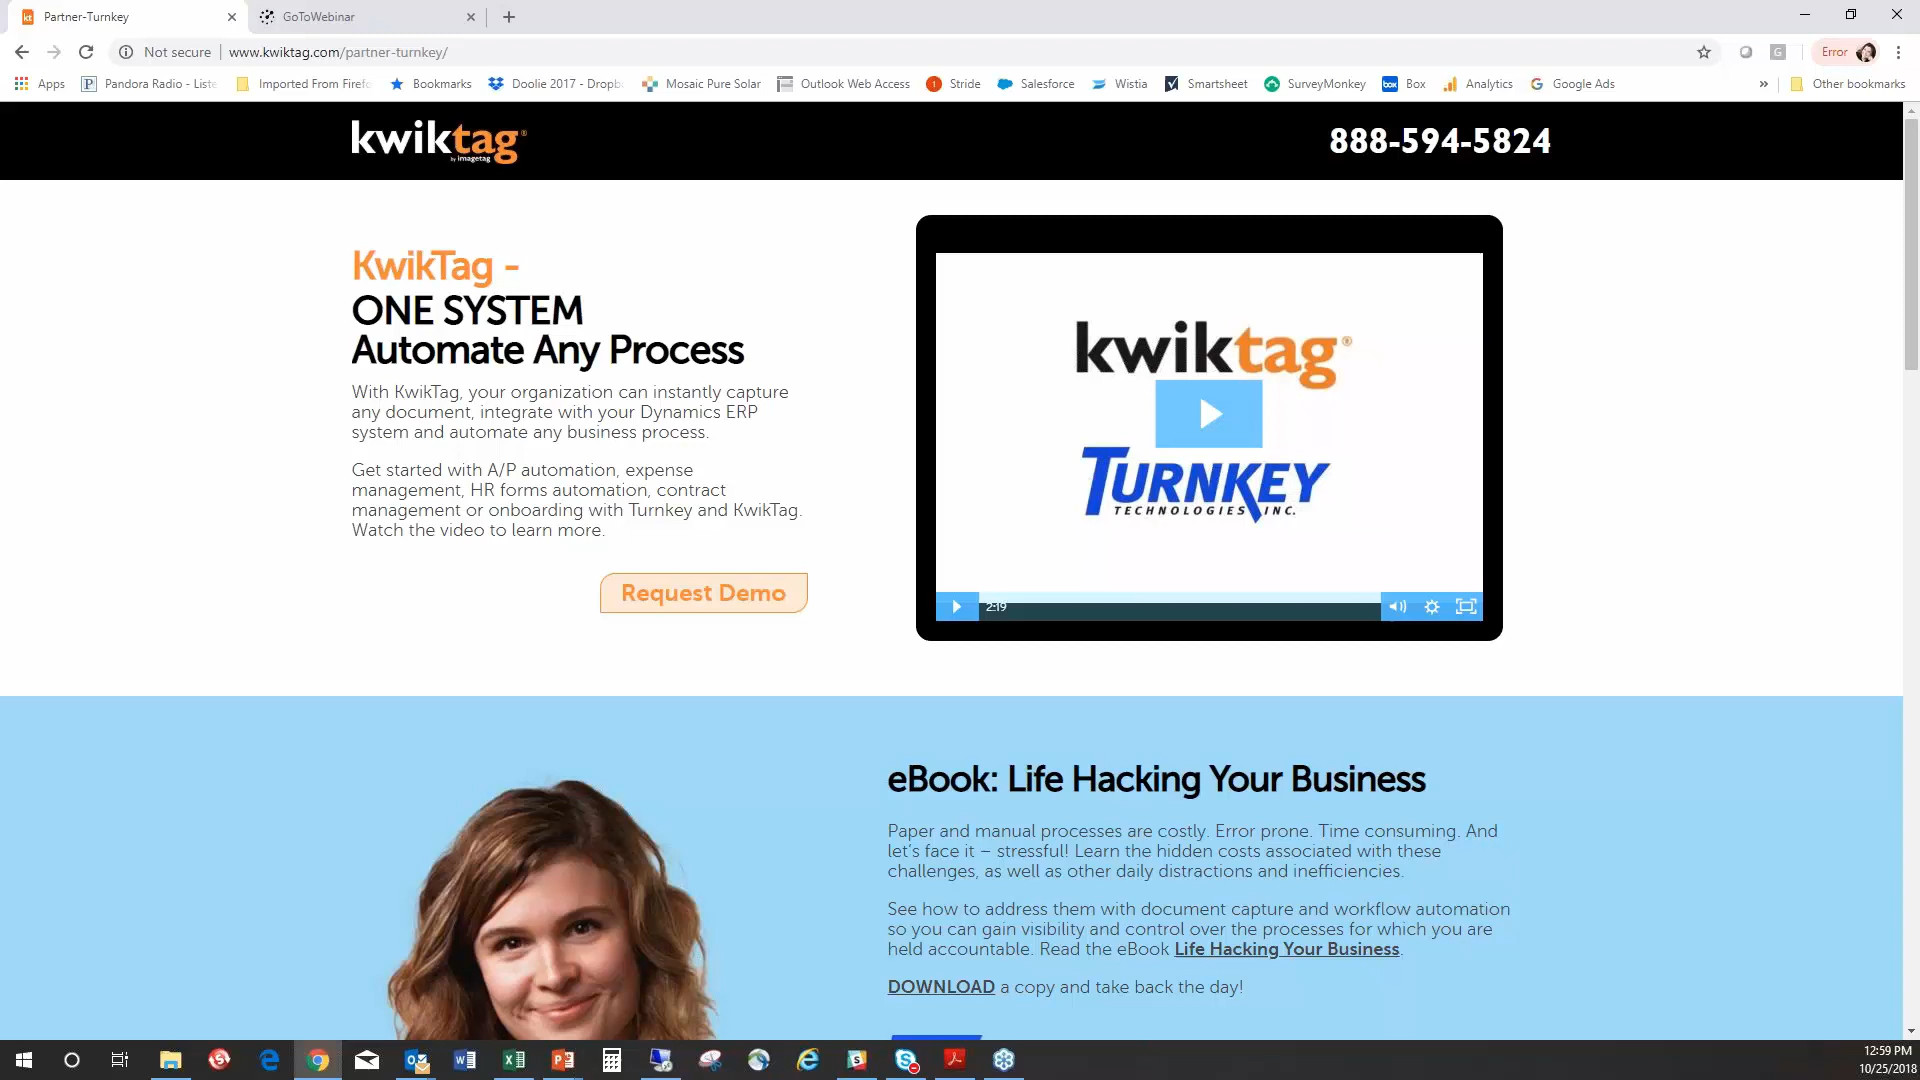 Partner-Turnkey
GoToWebinar
Not secure
www.kwiktag.com/partner-turnkey/
Error
Apps
Pandora Radio - Liste
Imported From Firefo
Bookmarks
Doolie 2017 - Dropb
Mosaic Pure Solar
Outlook Web Access
Stride
Salesforce
Wistia
Smartsheet
SurveyMonkey
box
Box
Analytics
Google Ads
»
Other bookmarks
kwiktag®
by imagetag
888-594-5824
KwikTag -
ONE SYSTEM
Automate Any Process
With KwikTag, your organization can instantly capture
any document, integrate with your Dynamics ERP
system and automate any business process.
Get started with A/P automation, expense
management, HR forms automation, contract
management or onboarding with Turnkey and KwikTag.
Watch the video to learn more.
Request Demo
kwiktag®
TURNKEY
TECHNOLOGIES, INC.
2:19
eBook: Life Hacking Your Business
Paper and manual processes are costly. Error prone. Time consuming. And
let's face it – stressful! Learn the hidden costs associated with these
challenges, as well as other daily distractions and inefficiencies.
See how to address them with document capture and workflow automation
so you can gain visibility and control over the processes for which you are
held accountable. Read the eBook Life Hacking Your Business.
DOWNLOAD a copy and take back the day!
12:59 PM
10/25/2018